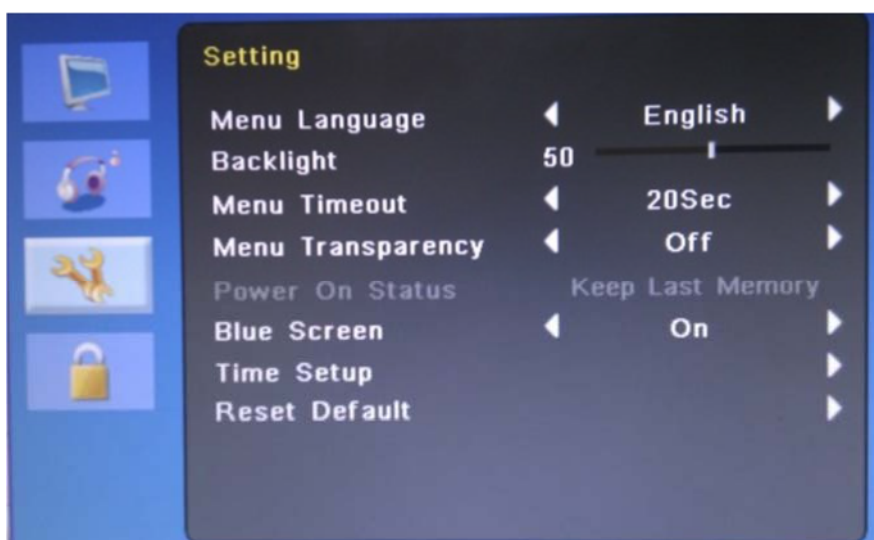 Setting
Menu Language English
Backlight 50
Menu Timeout 20Sec
Menu Transparency Off
Power On Status Keep Last Memory
Blue Screen On
Time Setup
Reset Default